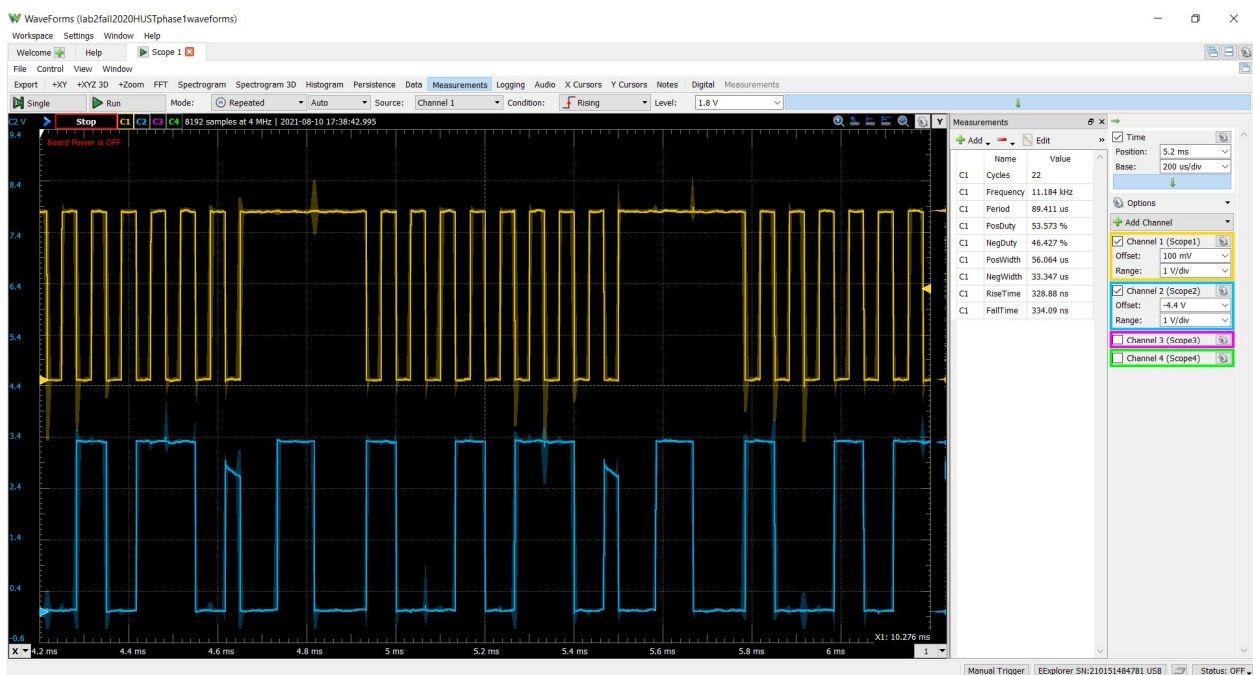 WaveForms (lab2fall2020HUSTphase1waveforms)
Workspace Settings Window Help
Welcome Help Scope 1
File Control View Window
Export +XY +XYZ 3D +Zoom FFT Spectrogram Spectrogram 3D Histogram Persistence Data Measurements Logging Audio X Cursors Y Cursors Notes Digital Measurements
Single Run Mode: Repeated Auto Source: Channel 1 Condition: Rising Level: 1.8 V
C2 V Stop C1 C2 C3 C4 8192 samples at 4 MHz | 2021-08-10 17:38:42.995 Y
Board Power is OFF
9.4
8.4
7.4
6.4
5.4
4.4
3.4
2.4
1.4
0.4
-0.6
X1: 10.276 ms
X 4.2 ms 4.4 ms 4.6 ms 4.8 ms 5 ms 5.2 ms 5.4 ms 5.6 ms 5.8 ms 6 ms 1
Measurements
Add Edit »
Name Value
C1 Cycles 22
C1 Frequency 11.184 kHz
C1 Period 89.411 us
C1 PosDuty 53.573 %
C1 NegDuty 46.427 %
C1 PosWidth 56.064 us
C1 NegWidth 33.347 us
C1 RiseTime 328.88 ns
C1 FallTime 334.09 ns
Time
Position: 5.2 ms
Base: 200 us/div
Options
Add Channel
Channel 1 (Scope1)
Offset: 100 mV
Range: 1 V/div
Channel 2 (Scope2)
Offset: -4.4 V
Range: 1 V/div
Channel 3 (Scope3)
Channel 4 (Scope4)
Manual Trigger EExplorer SN:210151484781 USB Status: OFF